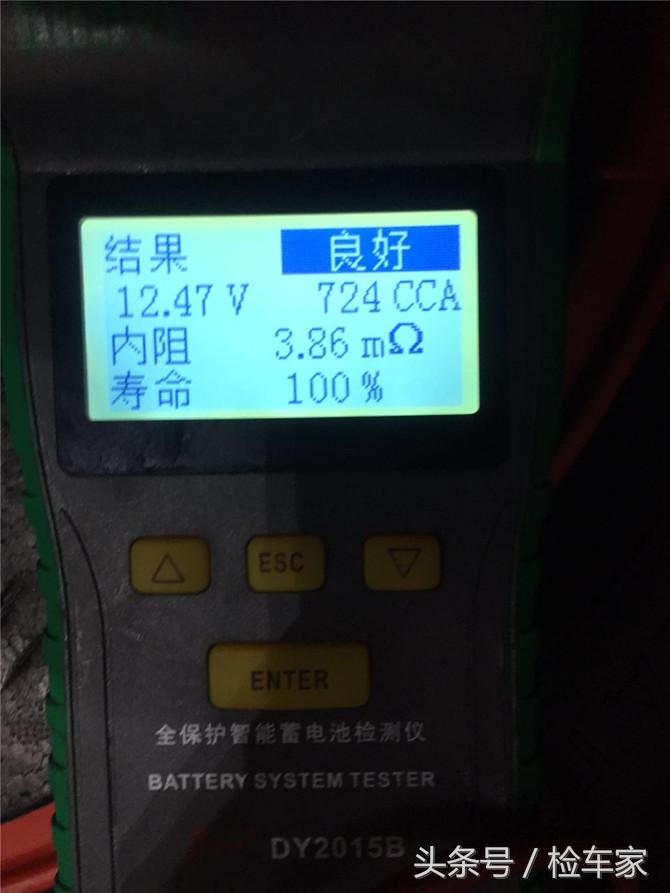 结果 良好
12.47 V 724 CCA
内阻 3.86 mΩ
寿命 100 %
△ ESC ▽
ENTER
全保护智能蓄电池检测仪
BATTERY SYSTEM TESTER
DY2015B
头条号 / 检车家